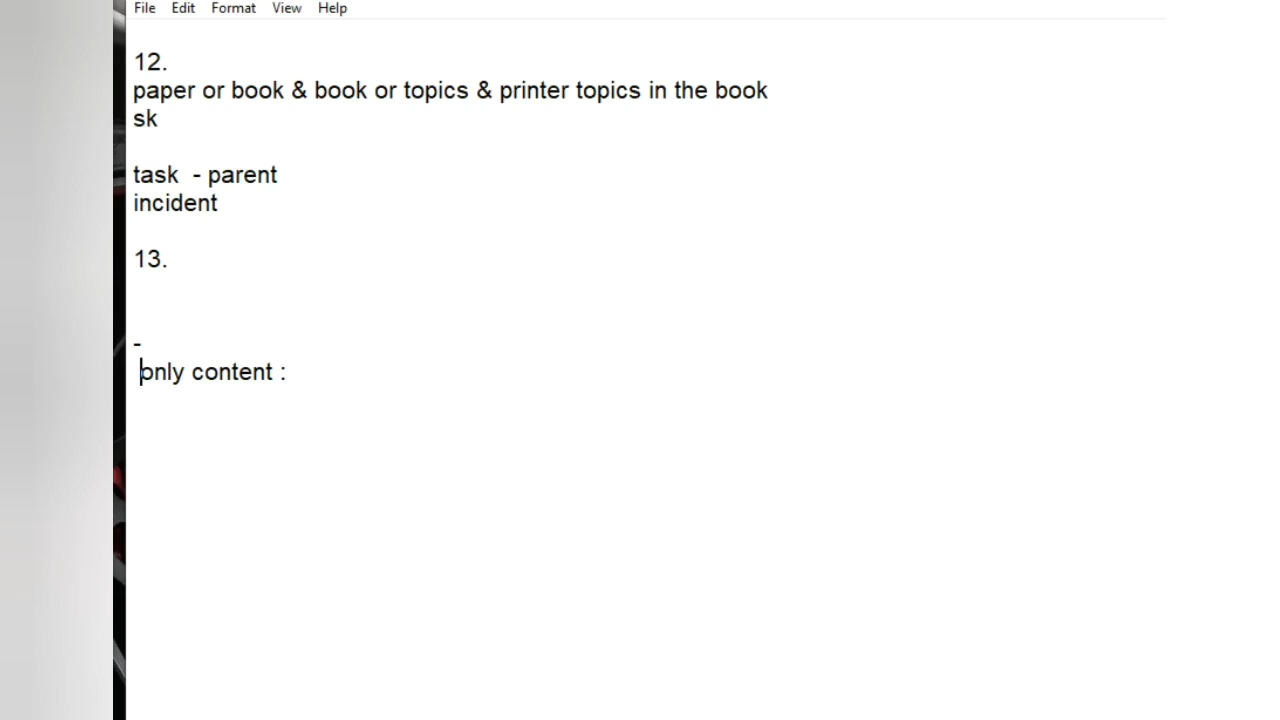 File Edit Format View Help
12.
paper or book & book or topics & printer topics in the book
sk
task - parent
incident
13.
-
only content :